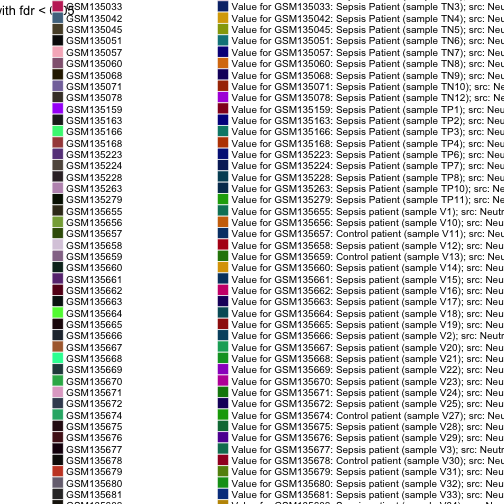 with fdr <
GSM135033 Value for GSM135033: Sepsis Patient (sample TN3); src: Neu
GSM135042 Value for GSM135042: Sepsis Patient (sample TN4); src: Neu
GSM135045 Value for GSM135045: Sepsis Patient (sample TN5); src: Neu
GSM135051 Value for GSM135051: Sepsis Patient (sample TN6); src: Neu
GSM135057 Value for GSM135057: Sepsis Patient (sample TN7); src: Neu
GSM135060 Value for GSM135060: Sepsis Patient (sample TN8); src: Neu
GSM135068 Value for GSM135068: Sepsis Patient (sample TN9); src: Neu
GSM135071 Value for GSM135071: Sepsis Patient (sample TN10); src: Ne
GSM135078 Value for GSM135078: Sepsis Patient (sample TN12); src: Ne
GSM135159 Value for GSM135159: Sepsis Patient (sample TP1); src: Neu
GSM135163 Value for GSM135163: Sepsis Patient (sample TP2); src: Neu
GSM135166 Value for GSM135166: Sepsis Patient (sample TP3); src: Neu
GSM135168 Value for GSM135168: Sepsis Patient (sample TP4); src: Neu
GSM135223 Value for GSM135223: Sepsis Patient (sample TP6); src: Neu
GSM135224 Value for GSM135224: Sepsis Patient (sample TP7); src: Neu
GSM135228 Value for GSM135228: Sepsis Patient (sample TP8); src: Neu
GSM135263 Value for GSM135263: Sepsis Patient (sample TP10); src: Ne
GSM135279 Value for GSM135279: Sepsis Patient (sample TP11); src: Ne
GSM135655 Value for GSM135655: Sepsis patient (sample V1); src: Neutr
GSM135656 Value for GSM135656: Sepsis patient (sample V10); src: Neu
GSM135657 Value for GSM135657: Control patient (sample V11); src: Neu
GSM135658 Value for GSM135658: Sepsis patient (sample V12); src: Neu
GSM135659 Value for GSM135659: Control patient (sample V13); src: Neu
GSM135660 Value for GSM135660: Sepsis patient (sample V14); src: Neu
GSM135661 Value for GSM135661: Sepsis patient (sample V15); src: Neu
GSM135662 Value for GSM135662: Sepsis patient (sample V16); src: Neu
GSM135663 Value for GSM135663: Sepsis patient (sample V17); src: Neu
GSM135664 Value for GSM135664: Sepsis patient (sample V18); src: Neu
GSM135665 Value for GSM135665: Sepsis patient (sample V19); src: Neu
GSM135666 Value for GSM135666: Sepsis patient (sample V2); src: Neutr
GSM135667 Value for GSM135667: Sepsis patient (sample V20); src: Neu
GSM135668 Value for GSM135668: Sepsis patient (sample V21); src: Neu
GSM135669 Value for GSM135669: Sepsis patient (sample V22); src: Neu
GSM135670 Value for GSM135670: Sepsis patient (sample V23); src: Neu
GSM135671 Value for GSM135671: Sepsis patient (sample V24); src: Neu
GSM135672 Value for GSM135672: Sepsis patient (sample V25); src: Neu
GSM135674 Value for GSM135674: Control patient (sample V27); src: Neu
GSM135675 Value for GSM135675: Sepsis patient (sample V28); src: Neu
GSM135676 Value for GSM135676: Sepsis patient (sample V29); src: Neu
GSM135677 Value for GSM135677: Sepsis patient (sample V3); src: Neutr
GSM135678 Value for GSM135678: Control patient (sample V30); src: Neu
GSM135679 Value for GSM135679: Sepsis patient (sample V31); src: Neu
GSM135680 Value for GSM135680: Sepsis patient (sample V32); src: Neu
GSM135681 Value for GSM135681: Sepsis patient (sample V33); src: Neu